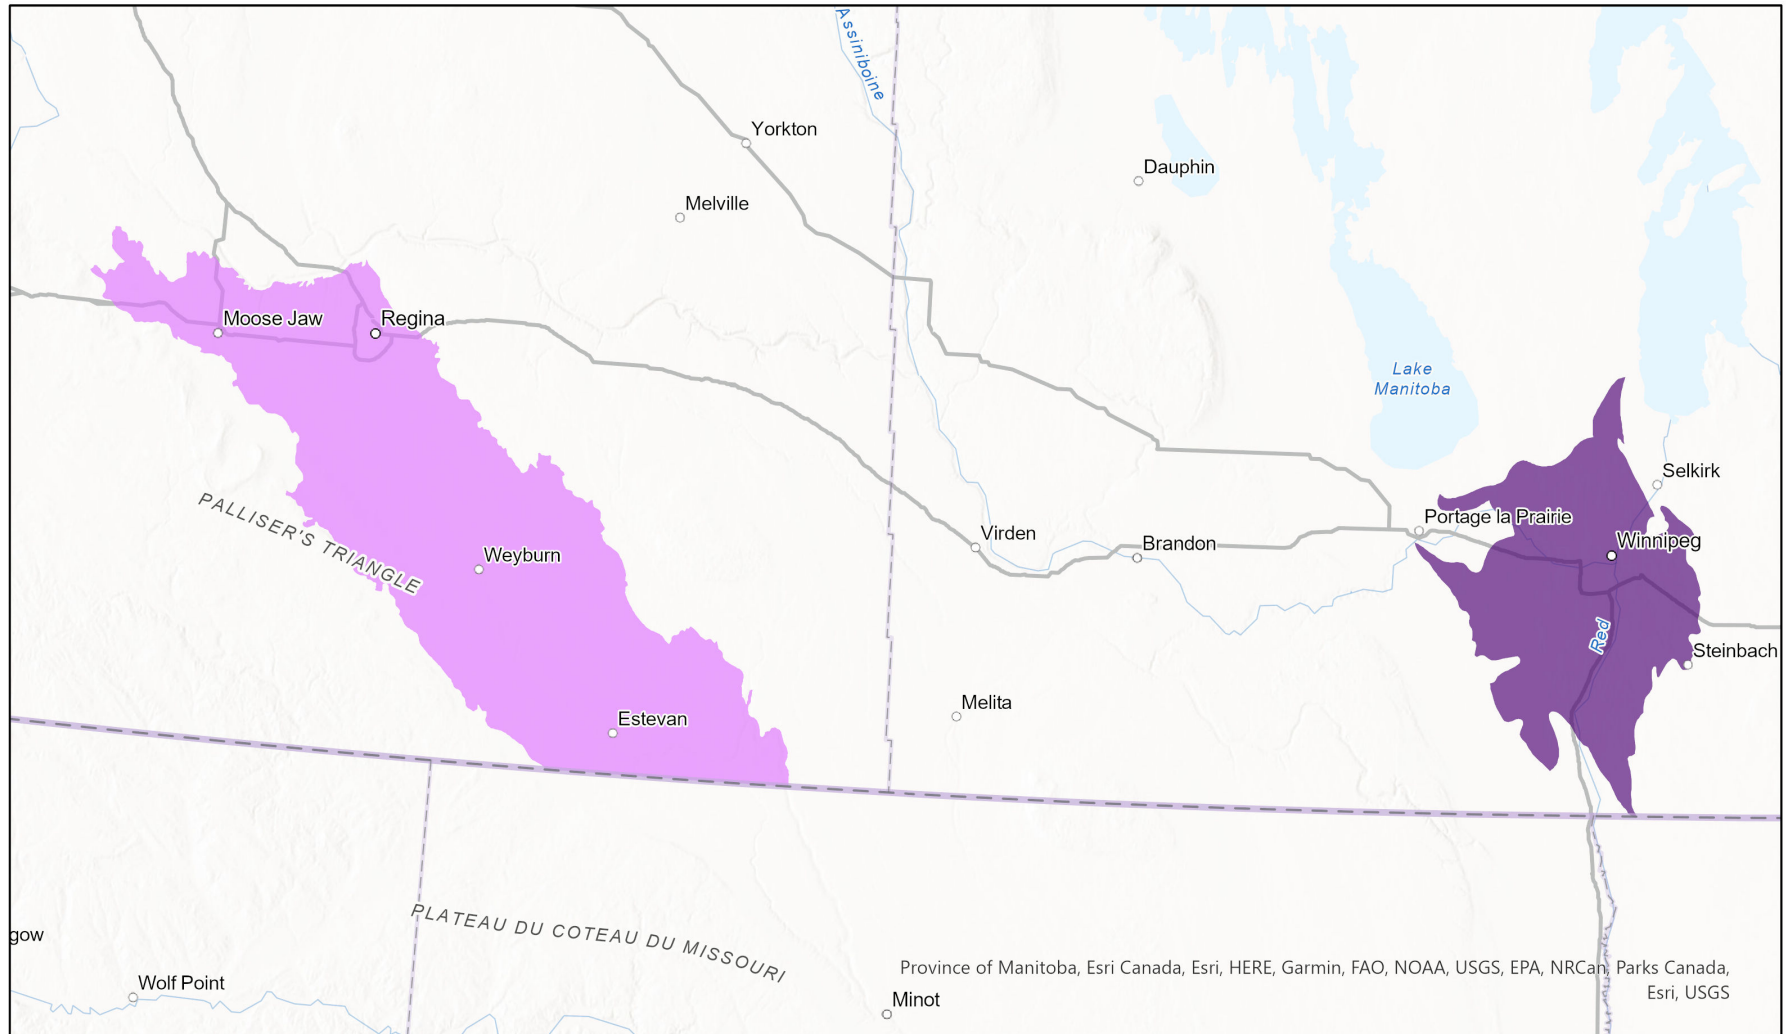 Assiniboine
Yorkton
Dauphin
Melville
Moose Jaw
Regina
Lake
Manitoba
Selkirk
PALLISER'S TRIANGLE
Portage la Prairie
Virden
Brandon
Winnipeg
Weyburn
Red
Steinbach
Melita
Estevan
PLATEAU DU COTEAU DU MISSOURI
gow
Wolf Point
Province of Manitoba, Esri Canada, Esri, HERE, Garmin, FAO, NOAA, USGS, EPA, NRCan, Parks Canada,
Esri, USGS
Minot